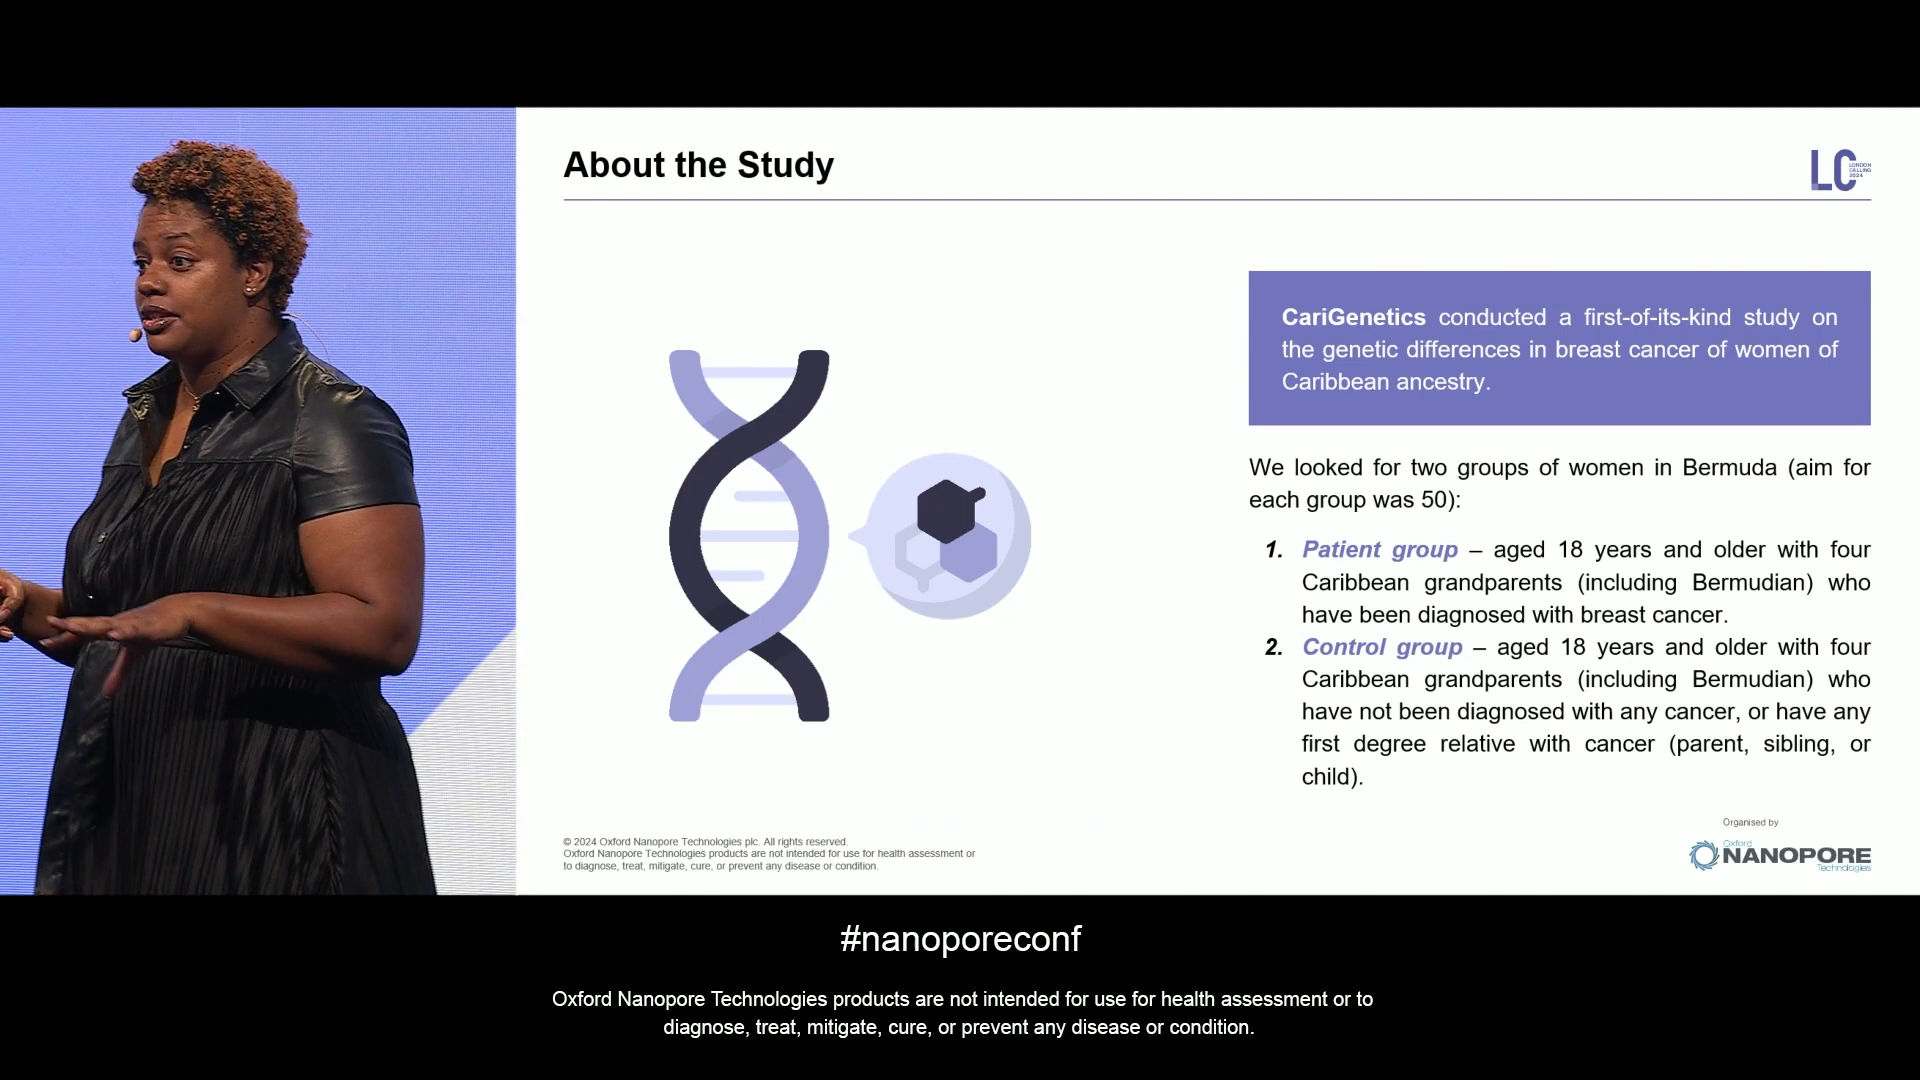 About the Study
LC LONDON
CALLING
2024
CariGenetics conducted a first-of-its-kind study on
the genetic differences in breast cancer of women of
Caribbean ancestry.
We looked for two groups of women in Bermuda (aim for
each group was 50):
1. Patient group – aged 18 years and older with four
Caribbean grandparents (including Bermudian) who
have been diagnosed with breast cancer.
2. Control group – aged 18 years and older with four
Caribbean grandparents (including Bermudian) who
have not been diagnosed with any cancer, or have any
first degree relative with cancer (parent, sibling, or
child).
© 2024 Oxford Nanopore Technologies plc. All rights reserved.
Oxford Nanopore Technologies products are not intended for use for health assessment or
to diagnose, treat, mitigate, cure, or prevent any disease or condition.
Organised by
Oxford
NANOPORE
Technologies
#nanoporeconf
Oxford Nanopore Technologies products are not intended for use for health assessment or to
diagnose, treat, mitigate, cure, or prevent any disease or condition.